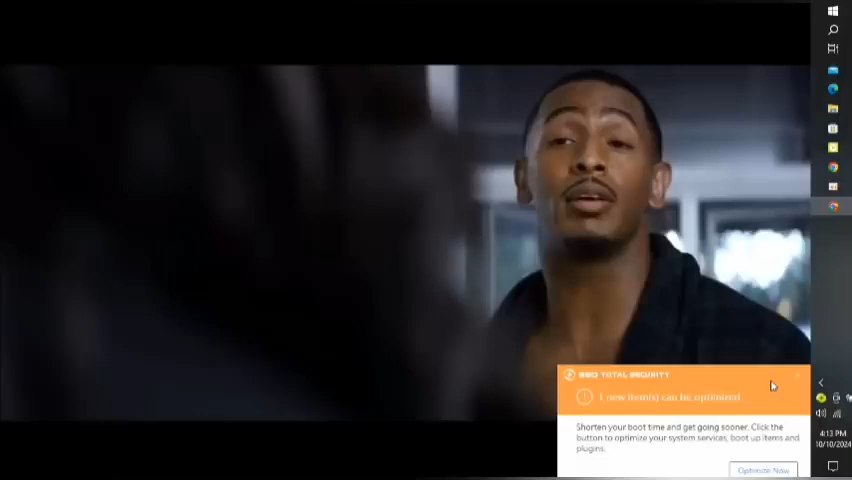 360 TOTAL SECURITY
1 new item(s) can be optimized
Shorten your boot time and get going sooner. Click the
button to optimize your system services, boot up items and
plugins.
Optimize Now
4:13 PM
10/10/2024